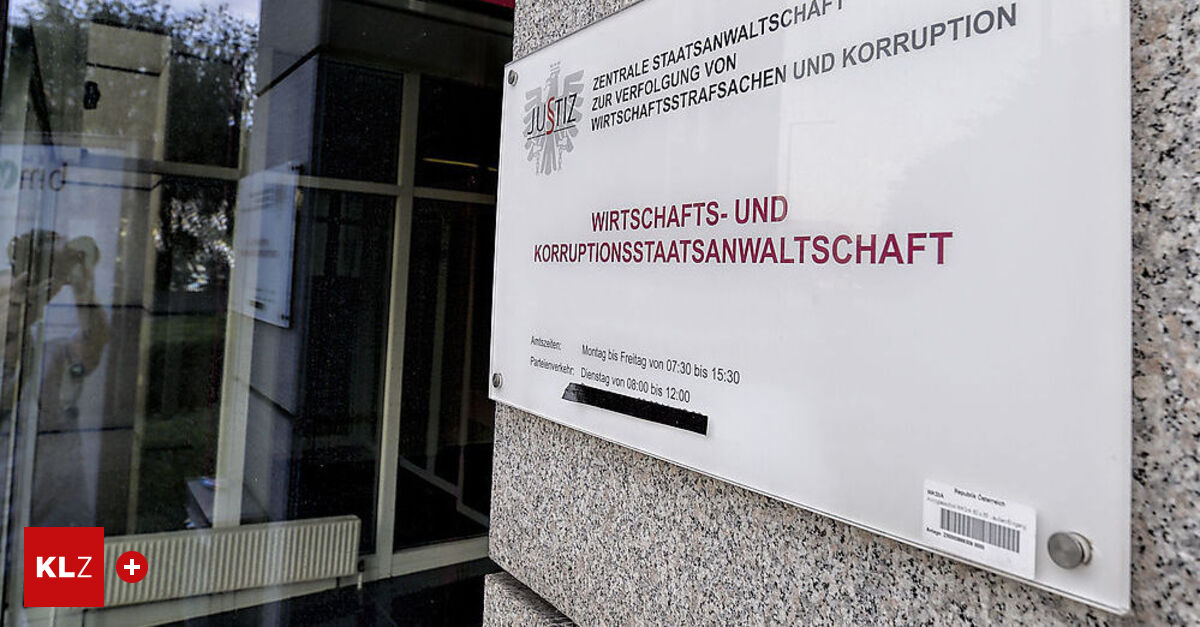 ZENTRALE STAATSANWALTSCHAFT
ZUR VERFOLGUNG VON
WIRTSCHAFTSSTRAFSACHEN UND KORRUPTION
JUSTIZ
WIRTSCHAFTS- UND
KORRUPTIONSSTAATSANWALTSCHAFT
Amtszeiten: Montag bis Freitag von 07:30 bis 15:30
Parteienverkehr: Dienstag von 08:00 bis 12:00
WKStA Republik Österreich
KLZ +